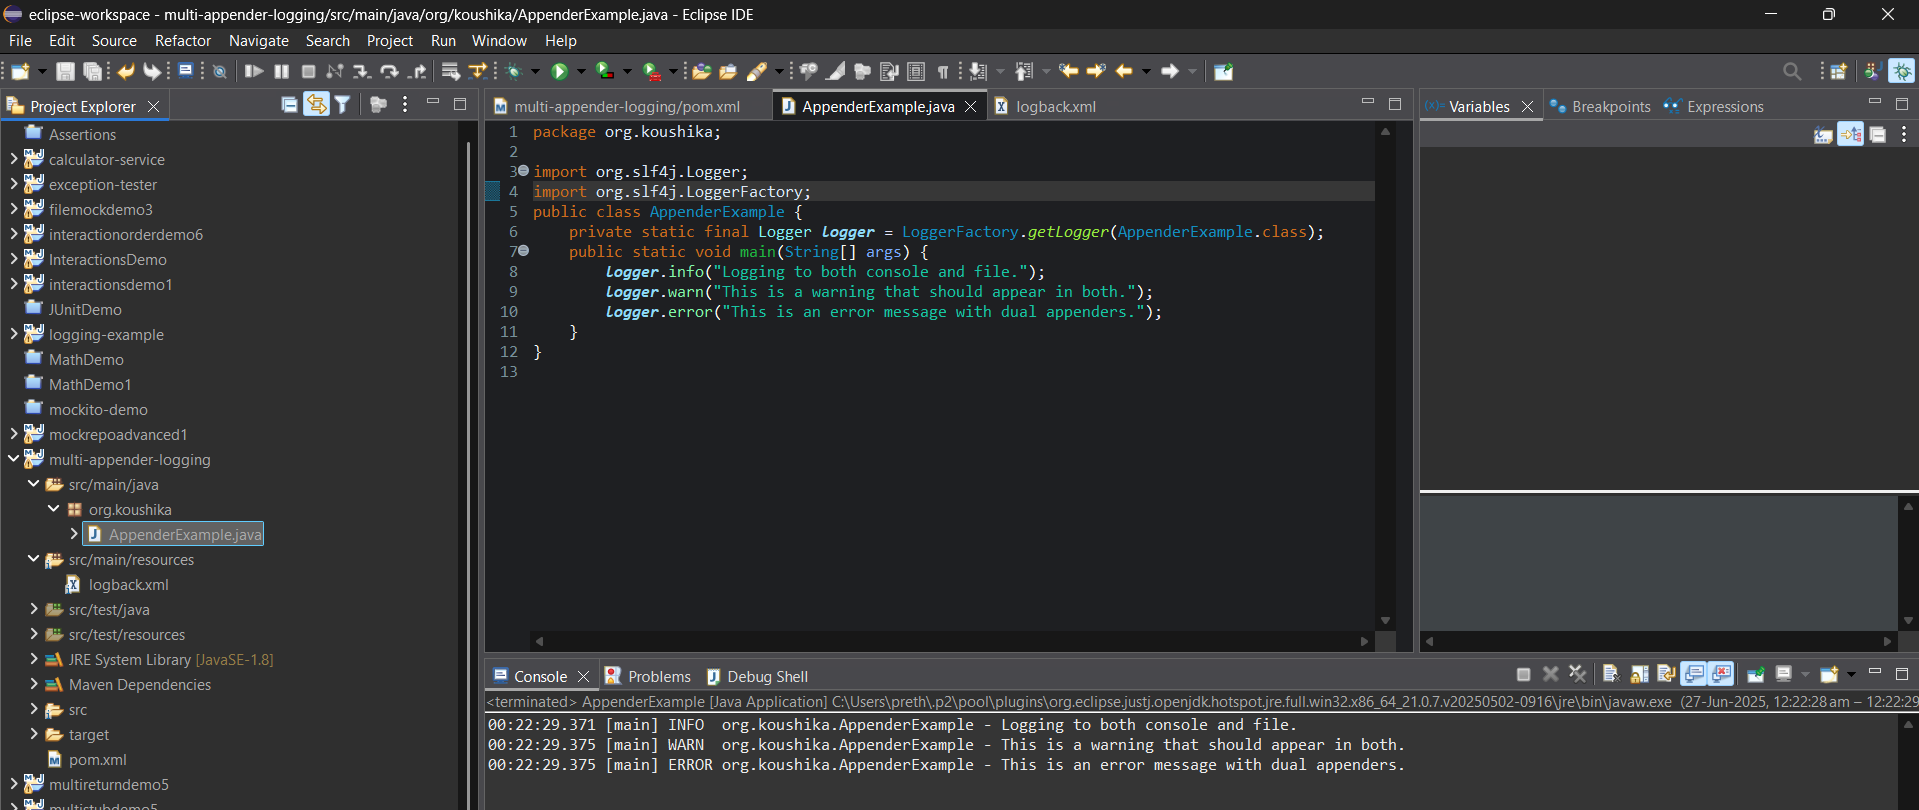 eclipse-workspace - multi-appender-logging/src/main/java/org/koushika/AppenderExample.java - Eclipse IDE
File Edit Source Refactor Navigate Search Project Run Window Help
Project Explorer
Assertions
calculator-service
exception-tester
filemockdemo3
interactionorderdemo6
InteractionsDemo
interactionsdemo1
JUnitDemo
logging-example
MathDemo
MathDemo1
mockito-demo
mockrepoadvanced1
multi-appender-logging
src/main/java
org.koushika
AppenderExample.java
src/main/resources
logback.xml
src/test/java
src/test/resources
JRE System Library [JavaSE-1.8]
Maven Dependencies
src
target
pom.xml
multireturndemo5
multistubdemo5
multi-appender-logging/pom.xml AppenderExample.java logback.xml
1 package org.koushika;
2
3 import org.slf4j.Logger;
4 import org.slf4j.LoggerFactory;
5 public class AppenderExample {
6 private static final Logger logger = LoggerFactory.getLogger(AppenderExample.class);
7 public static void main(String[] args) {
8 logger.info("Logging to both console and file.");
9 logger.warn("This is a warning that should appear in both.");
10 logger.error("This is an error message with dual appenders.");
11 }
12 }
13
(x)= Variables Breakpoints Expressions
Console Problems Debug Shell
<terminated> AppenderExample [Java Application] C:\Users\preth\.p2\pool\plugins\org.eclipse.justj.openjdk.hotspot.jre.full.win32.x86_64_21.0.7.v20250502-0916\jre\bin\javaw.exe (27-Jun-2025, 12:22:28 am – 12:22:29
00:22:29.371 [main] INFO org.koushika.AppenderExample - Logging to both console and file.
00:22:29.375 [main] WARN org.koushika.AppenderExample - This is a warning that should appear in both.
00:22:29.375 [main] ERROR org.koushika.AppenderExample - This is an error message with dual appenders.